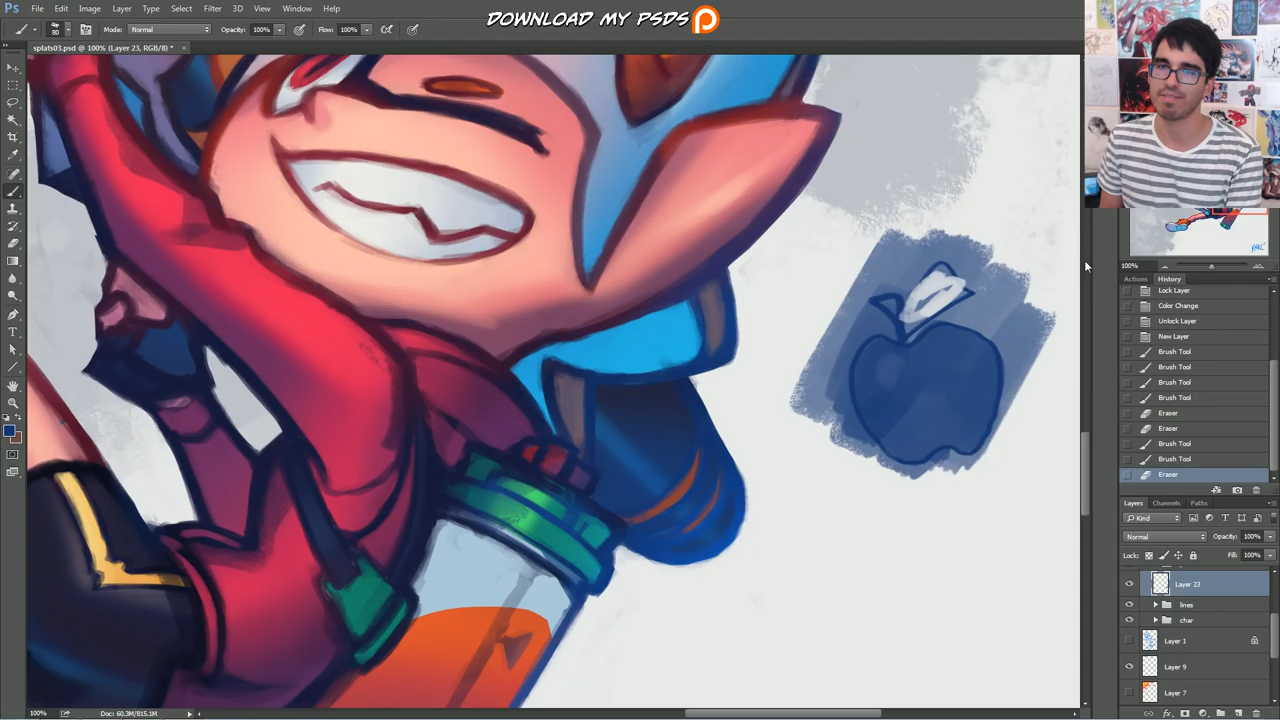 DOWNLOAD MY PSDS
Ps File Edit Image Layer Type Select Filter 3D View Window Help
80 Mode: Normal Opacity: 100% Flow: 100%
splats03.psd @ 100% (Layer 23, RGB/8) *
100%
Actions History
Lock Layer
Color Change
Unlock Layer
New Layer
Brush Tool
Brush Tool
Brush Tool
Brush Tool
Eraser
Eraser
Brush Tool
Brush Tool
Eraser
Layers Channels Paths
Kind
Normal Opacity: 100%
Lock: Fill: 100%
Layer 23
lines
char
Layer 1
Layer 9
Layer 7
100% Doc: 60.3M/815.1M